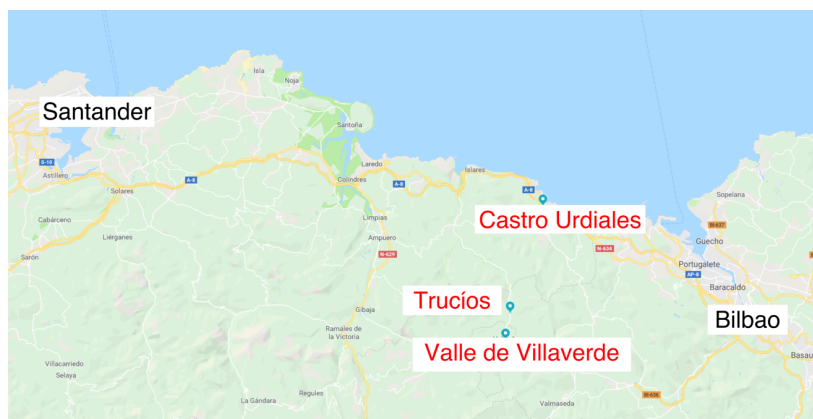 Isla
Noja
Santander
Santoña
S-10
Astillero
Laredo
Islares
A-8
Colindres
A-8
A-8
Solares
Sopelana
Castro Urdiales
Cabárceno
Limpias
BI-637
Liérganes
Ampuero
Guecho
N-634
Sarón
N-629
Portugalete
AP-8
Baracaldo
Trucíos
Gibaja
Bilbao
Ramales de
la Victoria
Valle de Villaverde
Basau
Villacarriedo
Selaya
Regules
BI-636
La Gándara
Valmaseda